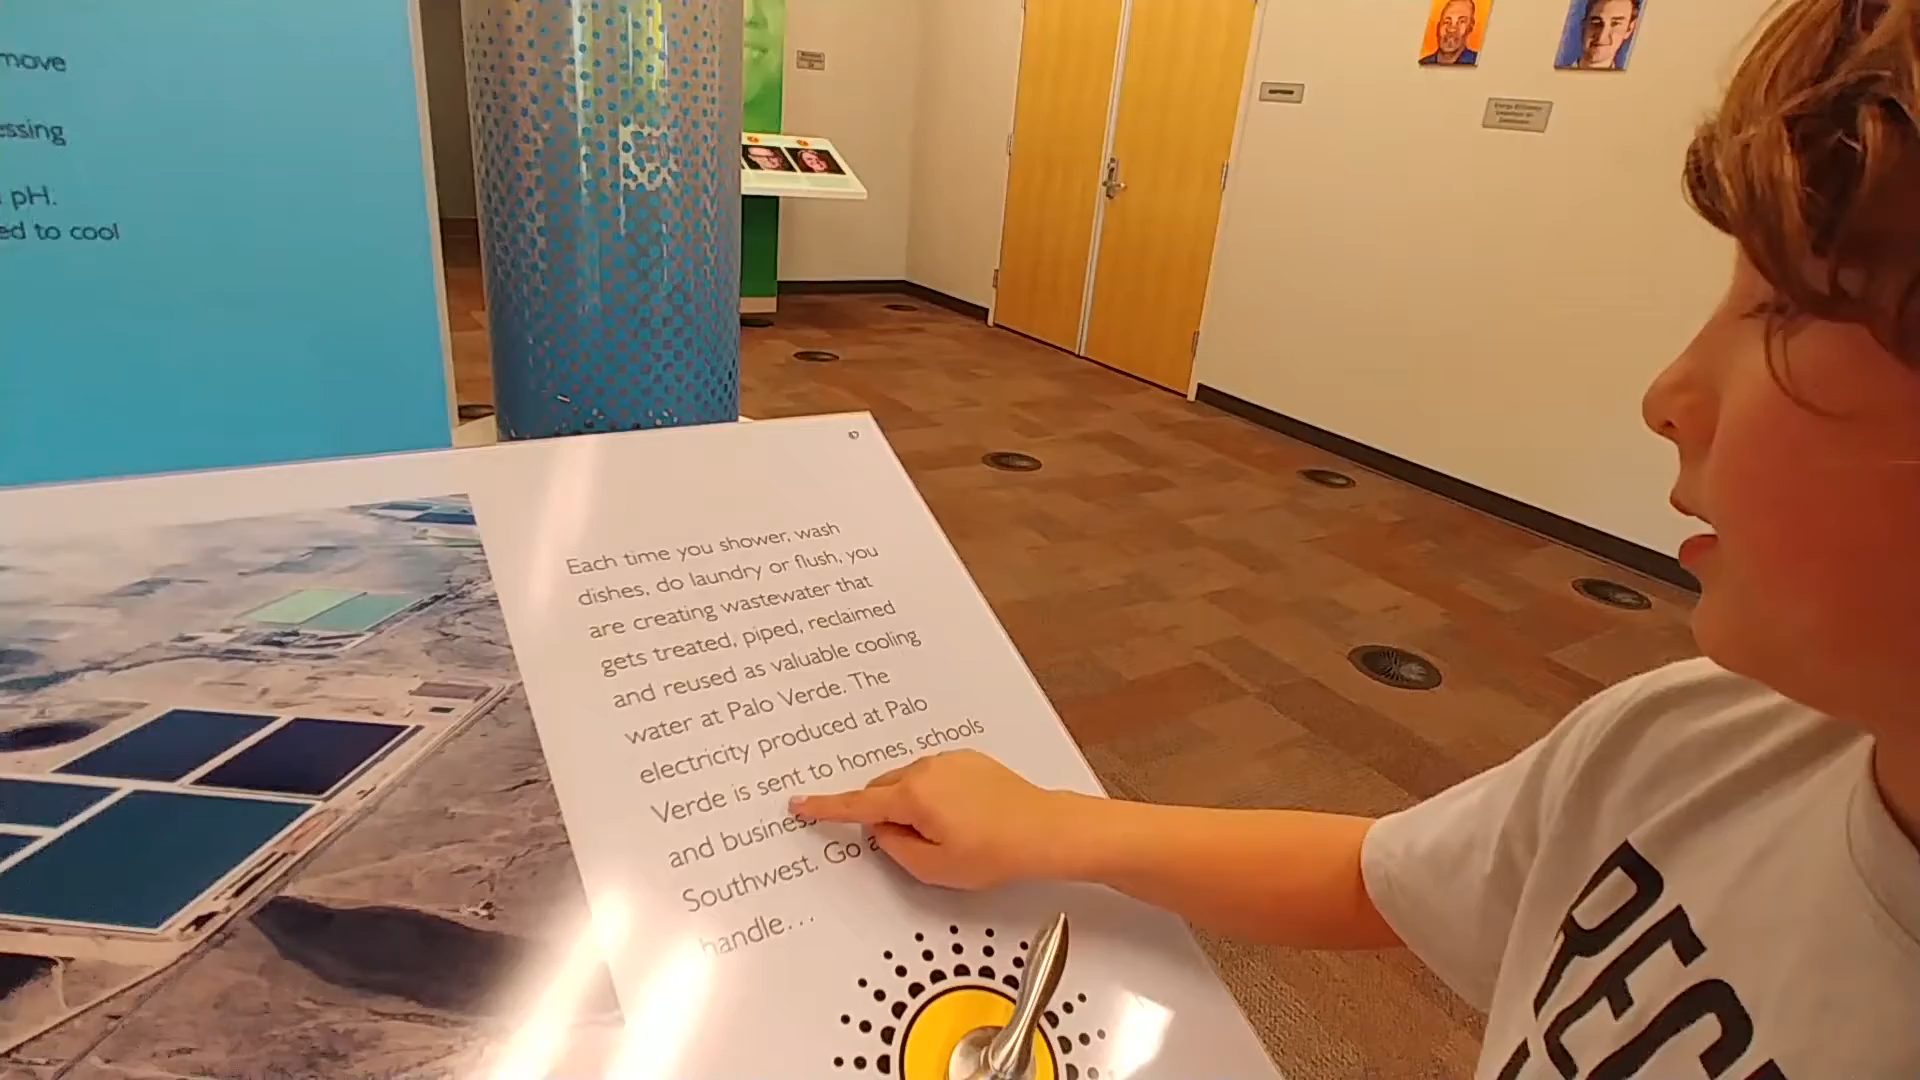 move
essing
pH.
ed to cool
Each time you shower, wash
dishes, do laundry or flush, you
are creating wastewater that
gets treated, piped, reclaimed
and reused as valuable cooling
water at Palo Verde. The
electricity produced at Palo
Verde is sent to homes, schools
and business
Southwest. Go a
handle...
REC